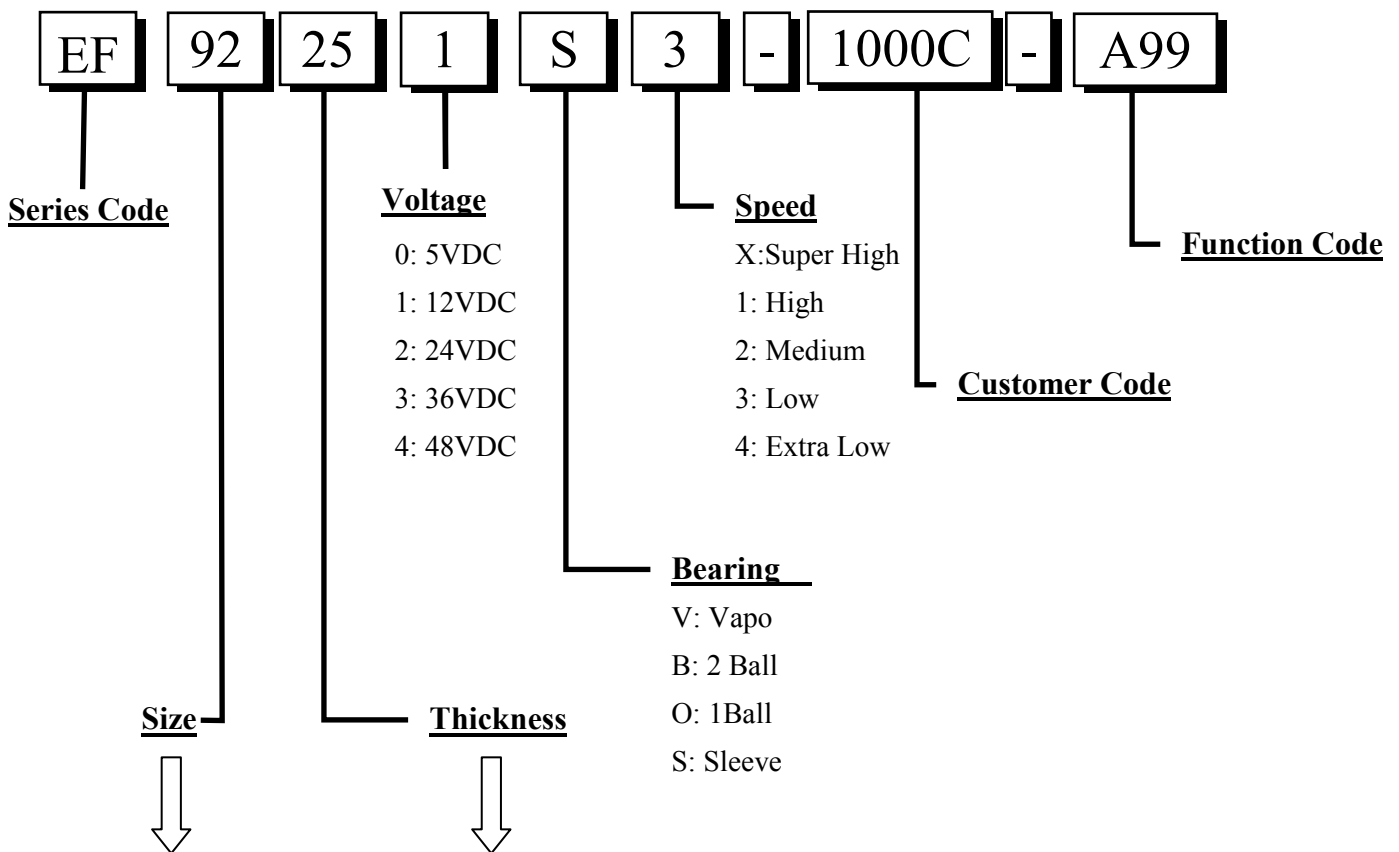 EF 92 25 1 S 3 - 1000C - A99
Series Code
Voltage
0: 5VDC
1: 12VDC
2: 24VDC
3: 36VDC
4: 48VDC
Speed
X:Super High
1: High
2: Medium
3: Low
4: Extra Low
Function Code
Customer Code
Bearing
V: Vapo
B: 2 Ball
O: 1Ball
S: Sleeve
Size
Thickness